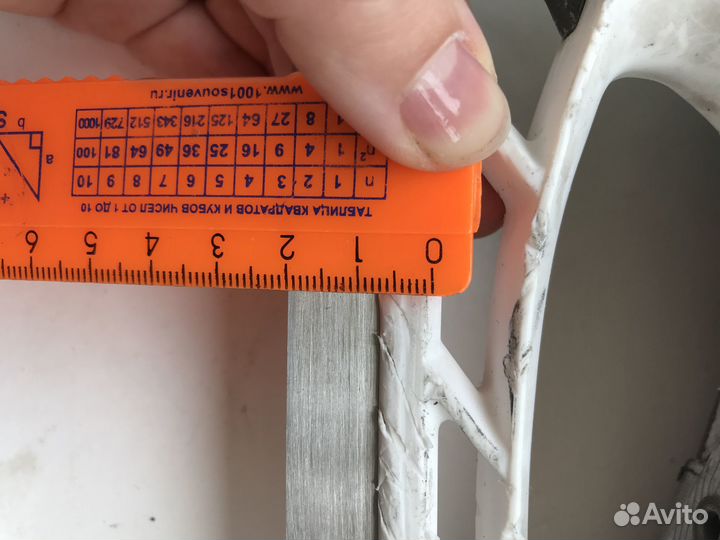 0 1 2 3 4 5 6
ТАБЛИЦА КВАДРАТОВ И КУБОВ ЧИСЕЛ ОТ 1 ДО 10
n 1 2 3 4 5 6 7 8 9 10
n² 1 4 9 16 25 36 49 64 81 100
1 8 27 64 125 216 343 512 729 1000
www.1001souvenir.ru
a
b
Avito